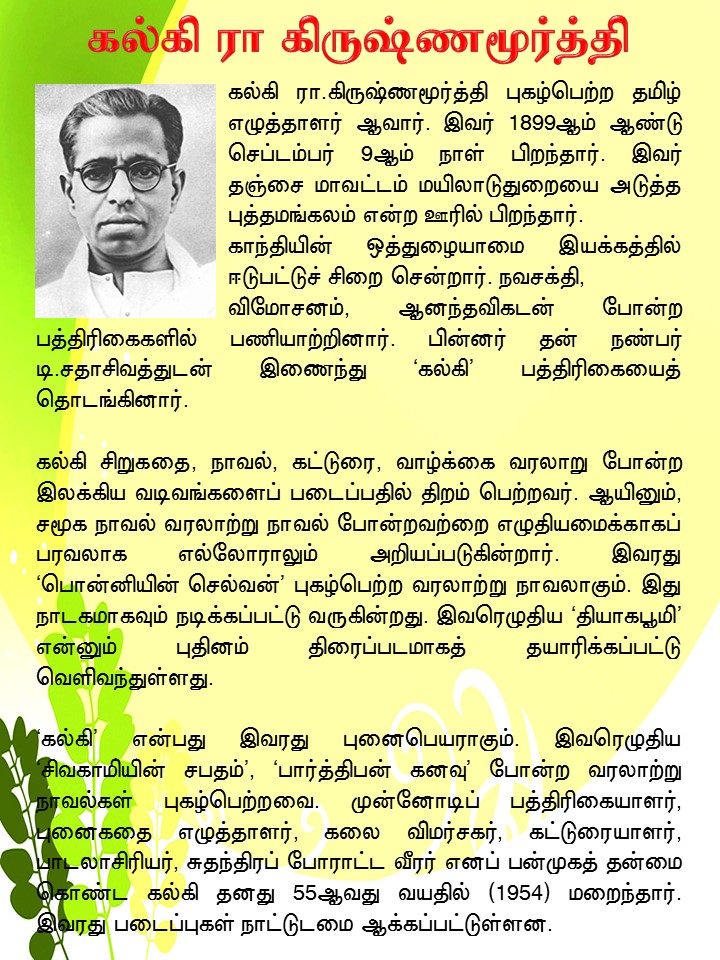 கல்கி ரா கிருஷ்ணமூர்த்தி
கல்கி ரா.கிருஷ்ணமூர்த்தி புகழ்பெற்ற தமிழ்
எழுத்தாளர் ஆவார். இவர் 1899ஆம் ஆண்டு
செப்டம்பர் 9ஆம் நாள் பிறந்தார். இவர்
தஞ்சை மாவட்டம் மயிலாடுதுறையை அடுத்த
புத்தமங்கலம் என்ற ஊரில் பிறந்தார்.
காந்தியின் ஒத்துழையாமை இயக்கத்தில்
ஈடுபட்டுச் சிறை சென்றார். நவசக்தி,
விமோசனம், ஆனந்தவிகடன் போன்ற
பத்திரிகைகளில் பணியாற்றினார். பின்னர் தன் நண்பர்
டி.சதாசிவத்துடன் இணைந்து ‘கல்கி’ பத்திரிகையைத்
தொடங்கினார்.
கல்கி சிறுகதை, நாவல், கட்டுரை, வாழ்க்கை வரலாறு போன்ற
இலக்கிய வடிவங்களைப் படைப்பதில் திறம் பெற்றவர். ஆயினும்,
சமூக நாவல் வரலாற்று நாவல் போன்றவற்றை எழுதியமைக்காகப்
பரவலாக எல்லோராலும் அறியப்படுகின்றார். இவரது
‘பொன்னியின் செல்வன்’ புகழ்பெற்ற வரலாற்று நாவலாகும். இது
நாடகமாகவும் நடிக்கப்பட்டு வருகின்றது. இவரெழுதிய ‘தியாகபூமி’
என்னும் புதினம் திரைப்படமாகத் தயாரிக்கப்பட்டு
வெளிவந்துள்ளது.
‘கல்கி’ என்பது இவரது புனைபெயராகும். இவரெழுதிய
‘சிவகாமியின் சபதம்’, ‘பார்த்திபன் கனவு’ போன்ற வரலாற்று
நாவல்கள் புகழ்பெற்றவை. முன்னோடிப் பத்திரிகையாளர்,
புனைகதை எழுத்தாளர், கலை விமர்சகர், கட்டுரையாளர்,
பாடலாசிரியர், சுதந்திரப் போராட்ட வீரர் எனப் பன்முகத் தன்மை
கொண்ட கல்கி தனது 55ஆவது வயதில் (1954) மறைந்தார்.
இவரது படைப்புகள் நாட்டுடமை ஆக்கப்பட்டுள்ளன.